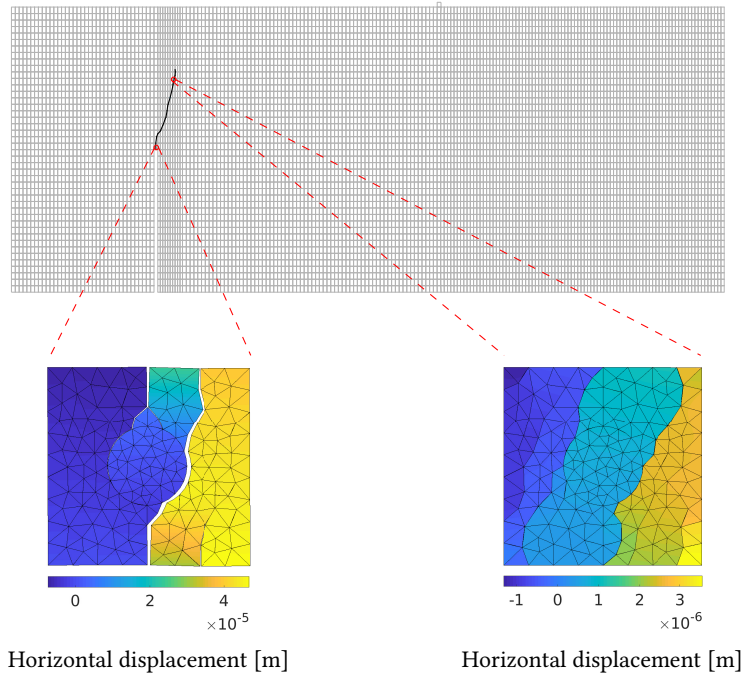 0 2 4
×10⁻⁵
Horizontal displacement [m]
-1 0 1 2 3
×10⁻⁶
Horizontal displacement [m]